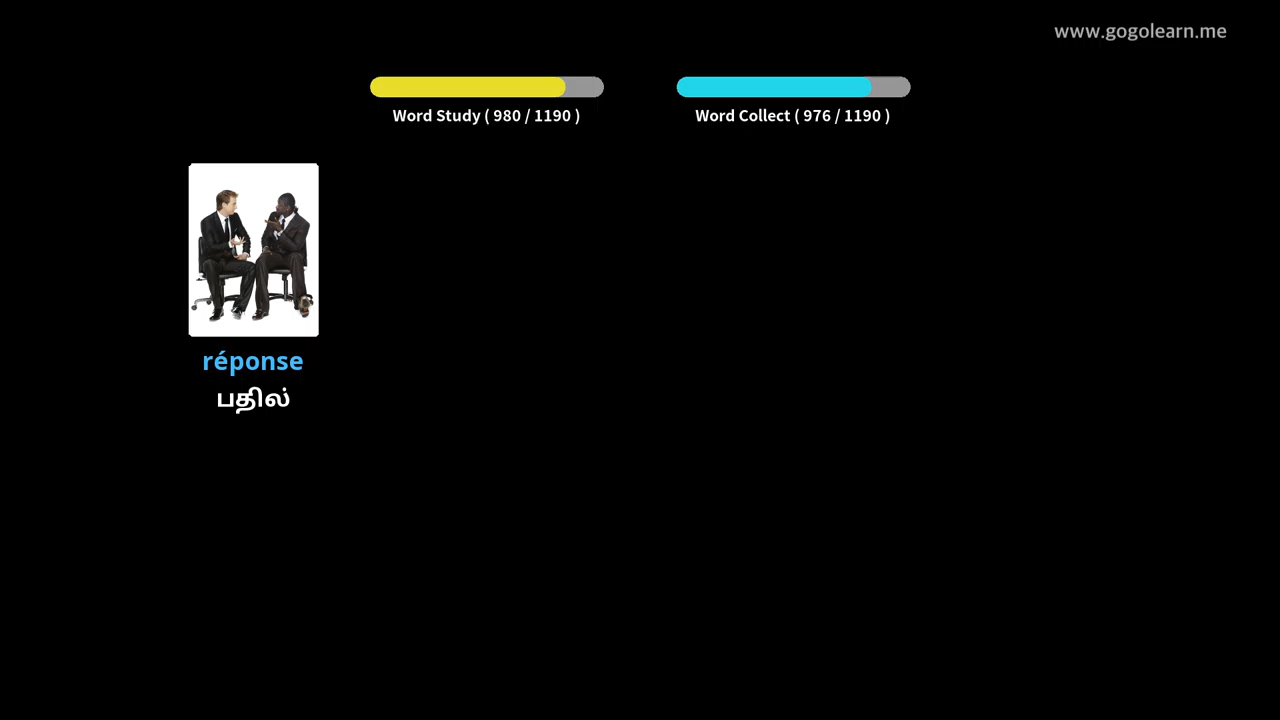 www.gogolearn.me
Word Study ( 980 / 1190 )
Word Collect ( 976 / 1190 )
réponse
பதில்